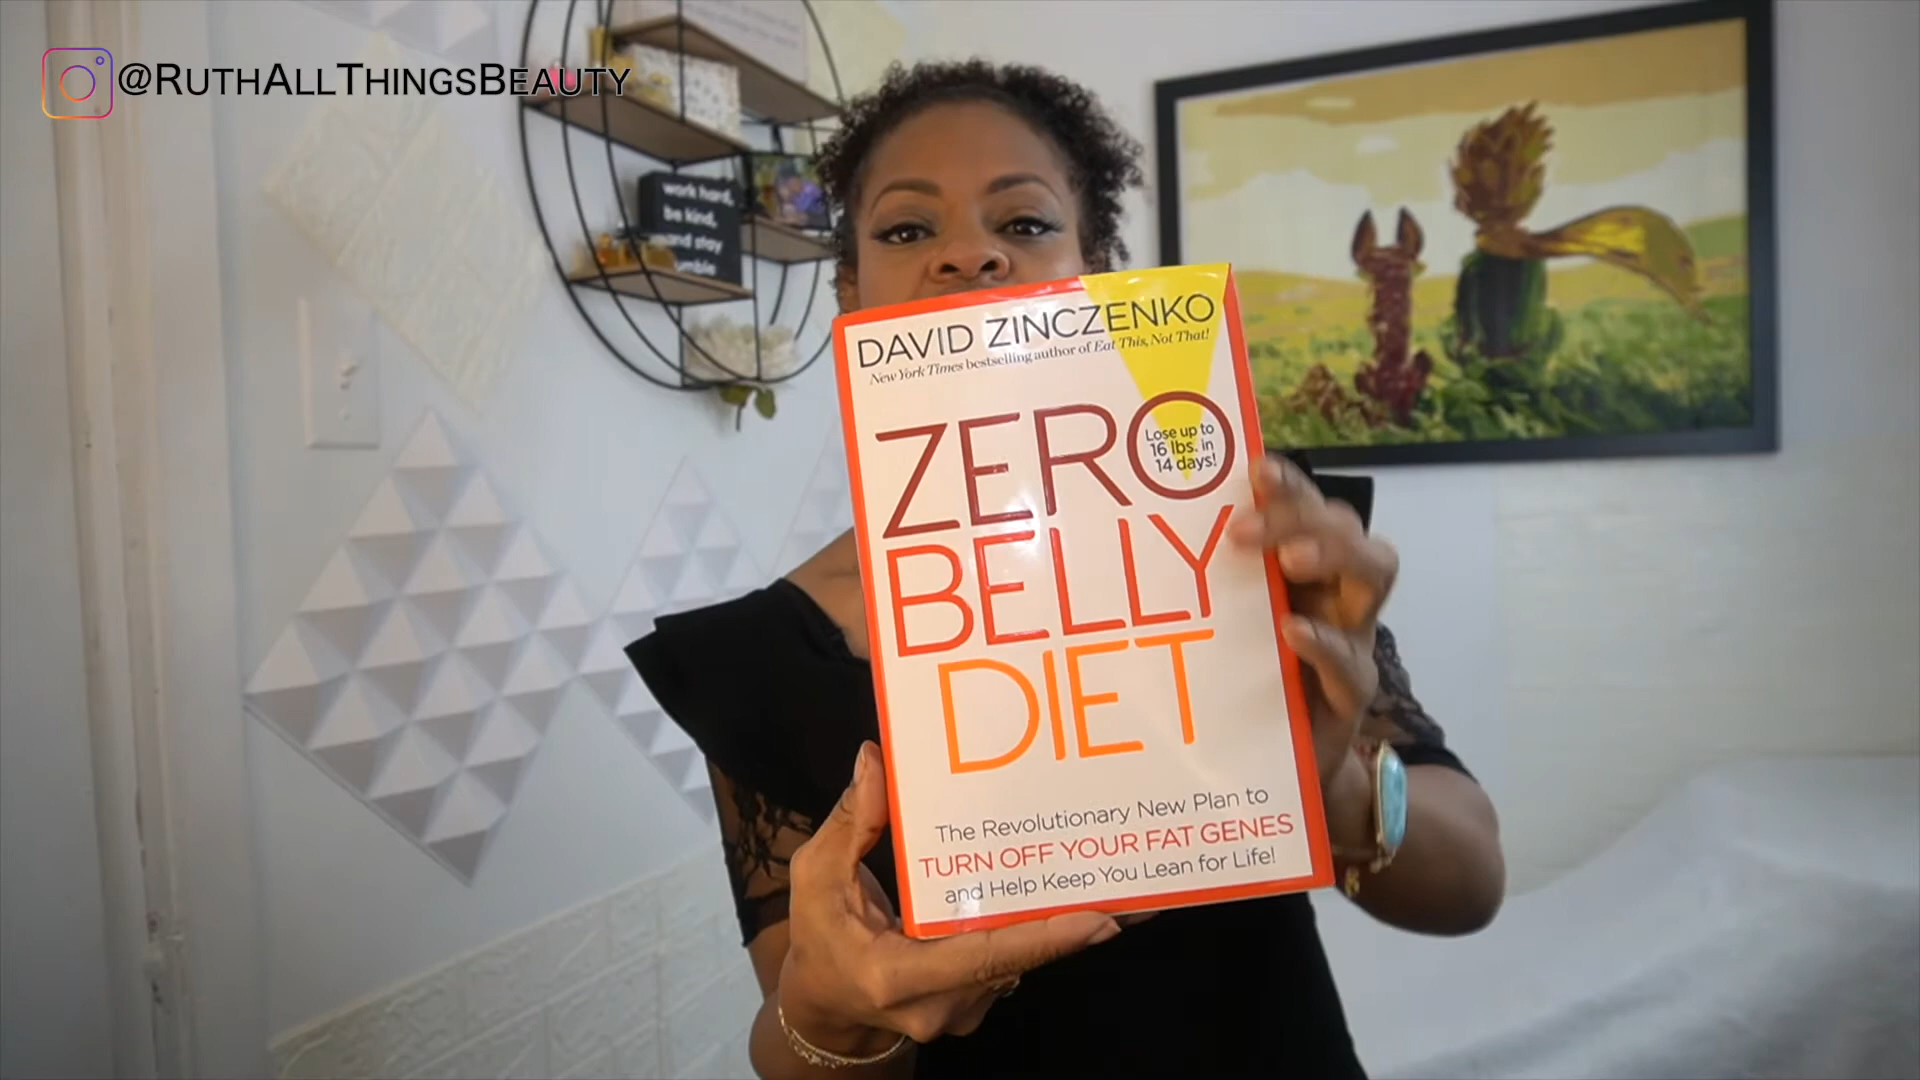 @RUTHALLTHINGSBEAUTY
work hard,
be kind,
and stay
umble
DAVID ZINCZENKO
New York Times bestselling author of Eat This, Not That!
ZERO
Lose up to
16 lbs. in
14 days!
BELLY
DIET
The Revolutionary New Plan to
TURN OFF YOUR FAT GENES
and Help Keep You Lean for Life!